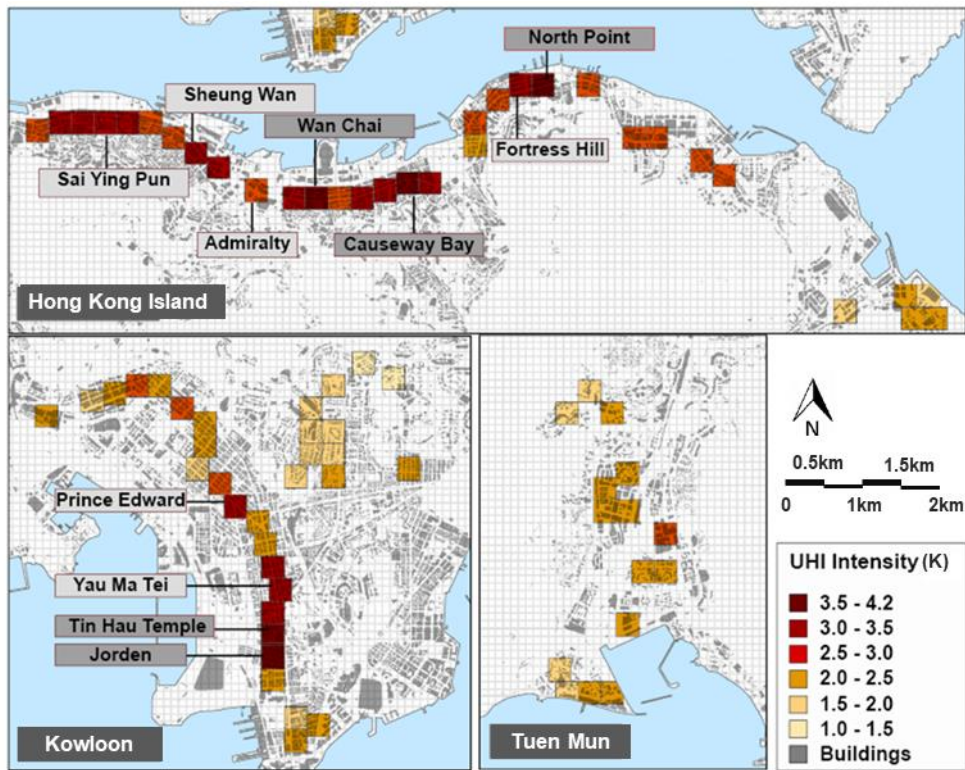 North Point
Sheung Wan
Wan Chai
Fortress Hill
Sai Ying Pun
Admiralty
Causeway Bay
Hong Kong Island
Prince Edward
Yau Ma Tei
Tin Hau Temple
Jorden
Kowloon
Tuen Mun
N
0.5km 1.5km
0 1km 2km
UHI Intensity (K)
3.5 - 4.2
3.0 - 3.5
2.5 - 3.0
2.0 - 2.5
1.5 - 2.0
1.0 - 1.5
Buildings